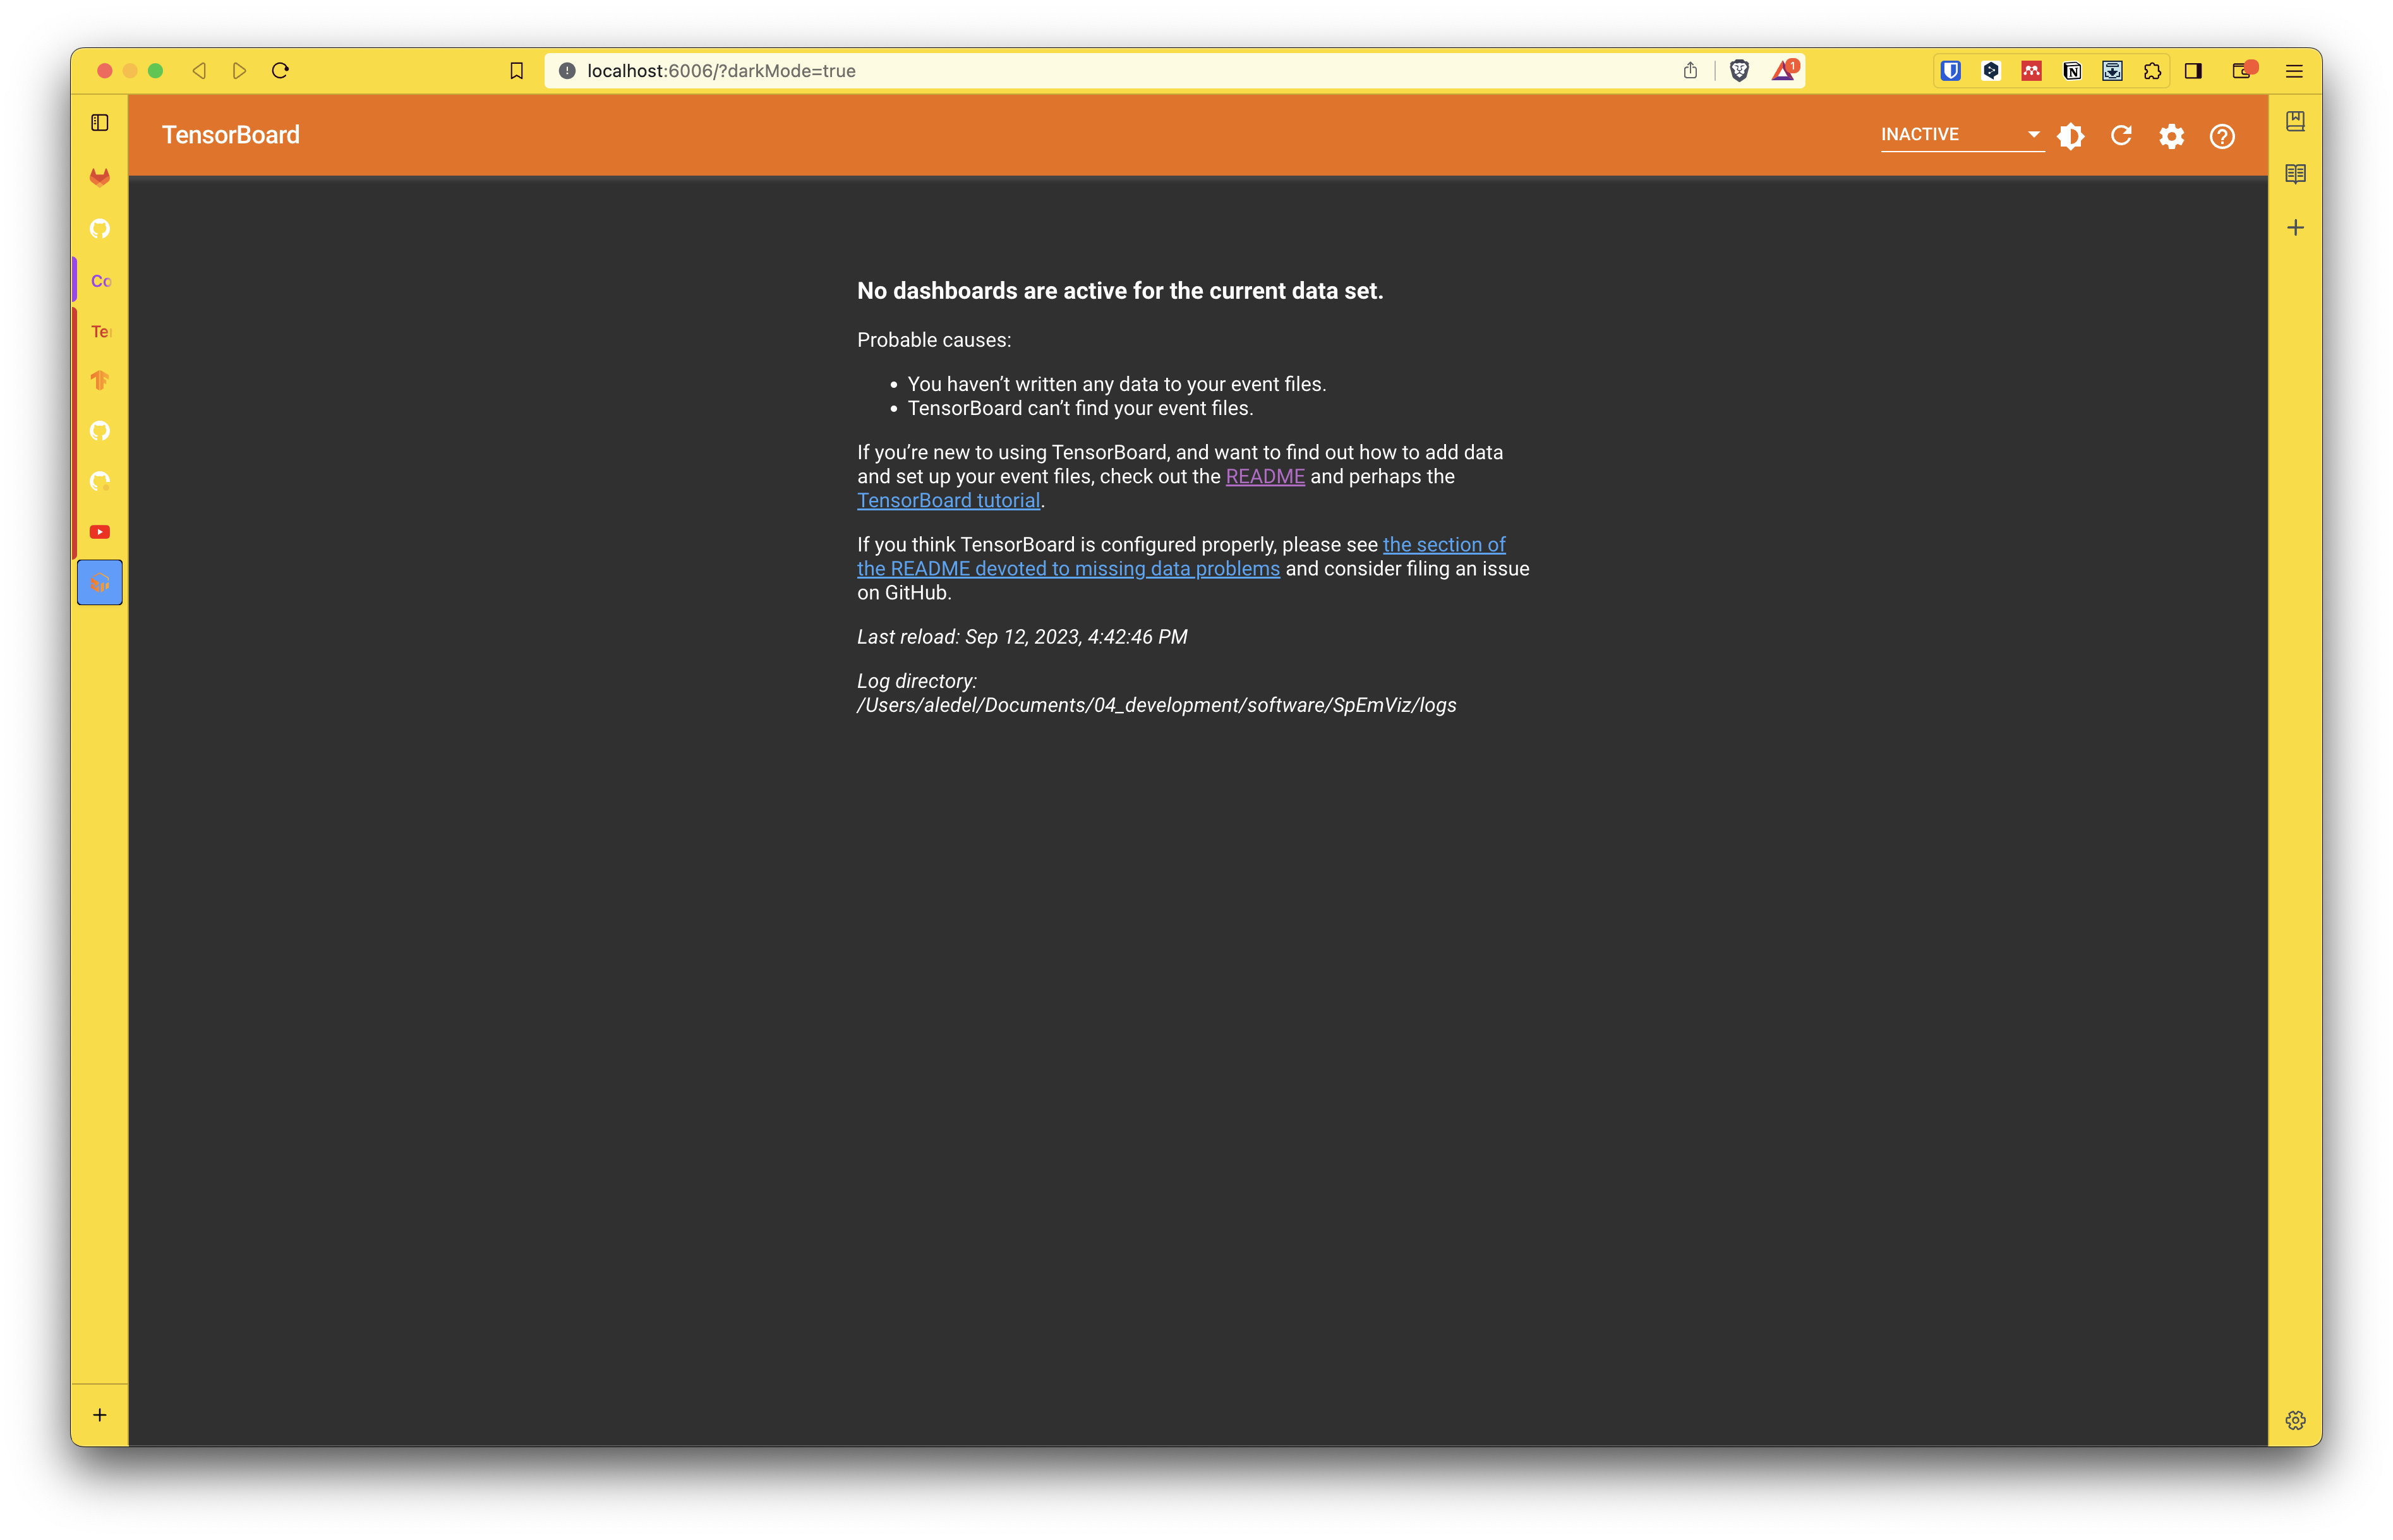 localhost:6006/?darkMode=true
1
TensorBoard
INACTIVE
Co
Te
No dashboards are active for the current data set.
Probable causes:
• You haven’t written any data to your event files.
• TensorBoard can’t find your event files.
If you’re new to using TensorBoard, and want to find out how to add data
and set up your event files, check out the README and perhaps the
TensorBoard tutorial.
If you think TensorBoard is configured properly, please see the section of
the README devoted to missing data problems and consider filing an issue
on GitHub.
Last reload: Sep 12, 2023, 4:42:46 PM
Log directory:
/Users/aledel/Documents/04_development/software/SpEmViz/logs